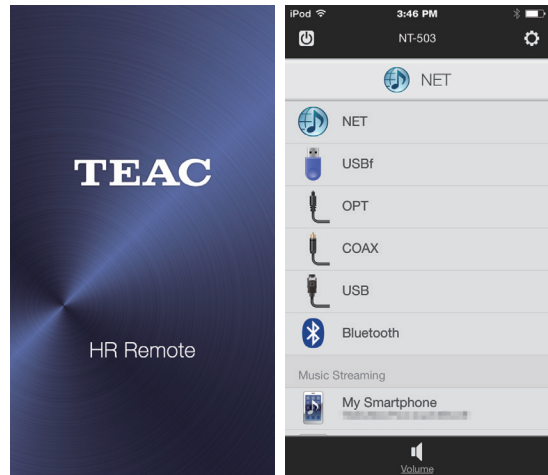 TEAC
HR Remote
iPod 3:46 PM
NT-503
NET
NET
USBf
OPT
COAX
USB
Bluetooth
Music Streaming
My Smartphone
Volume